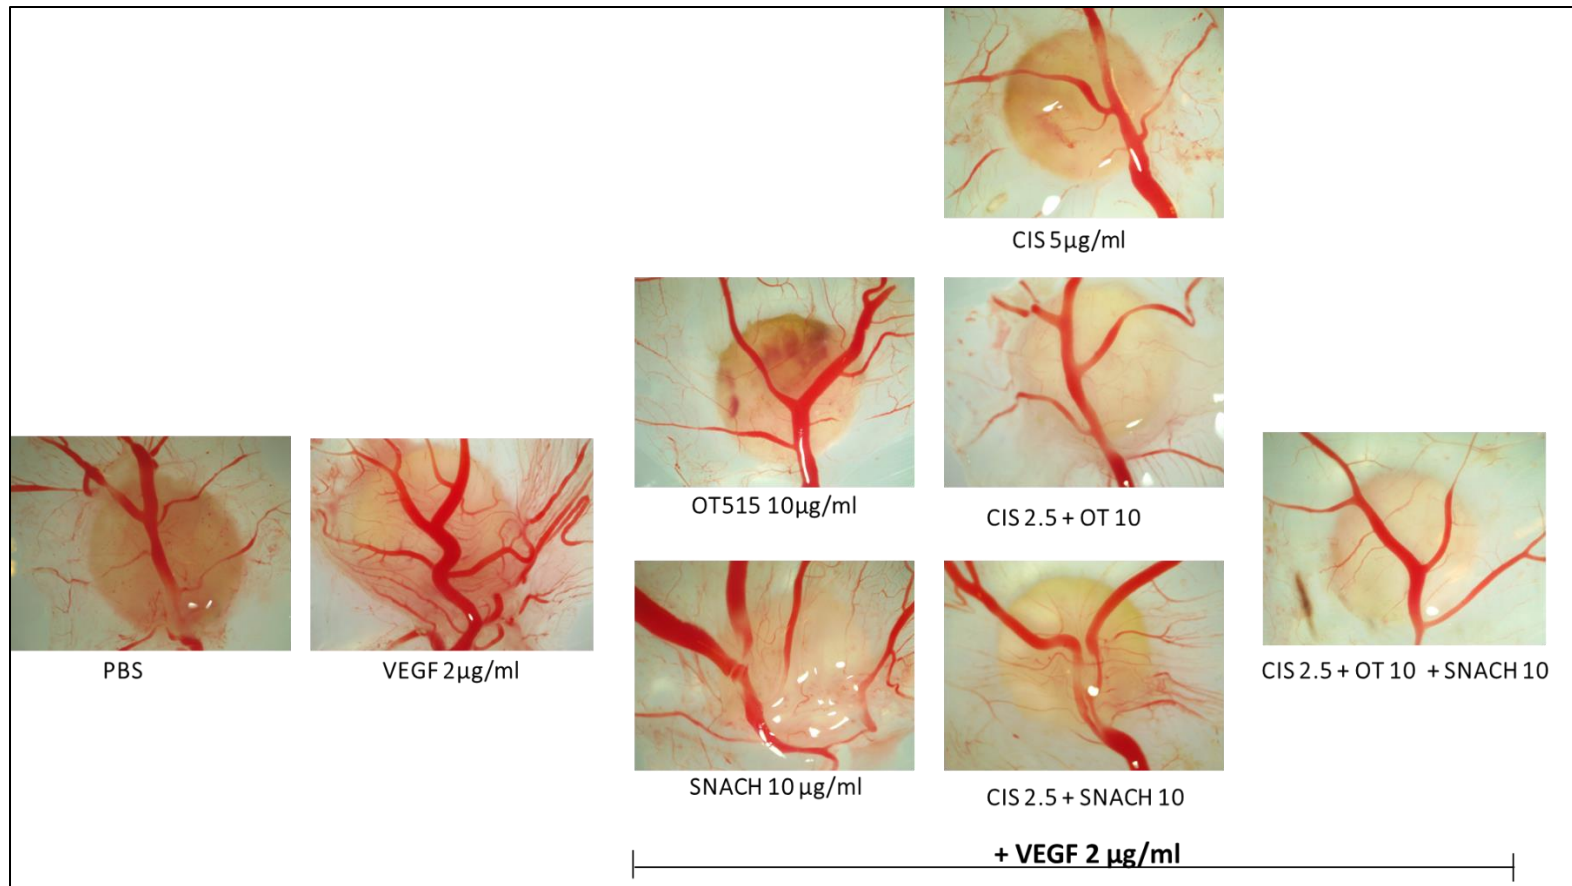 CIS 5µg/ml
OT515 10µg/ml
CIS 2.5 + OT 10
PBS
VEGF 2µg/ml
CIS 2.5 + OT 10 + SNACH 10
SNACH 10 µg/ml
CIS 2.5 + SNACH 10
+ VEGF 2 µg/ml